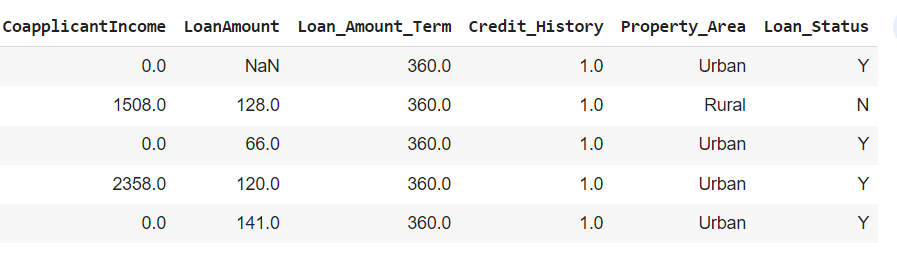 CoapplicantIncome LoanAmount Loan_Amount_Term Credit_History Property_Area Loan_Status
0.0 NaN 360.0 1.0 Urban Y
1508.0 128.0 360.0 1.0 Rural N
0.0 66.0 360.0 1.0 Urban Y
2358.0 120.0 360.0 1.0 Urban Y
0.0 141.0 360.0 1.0 Urban Y